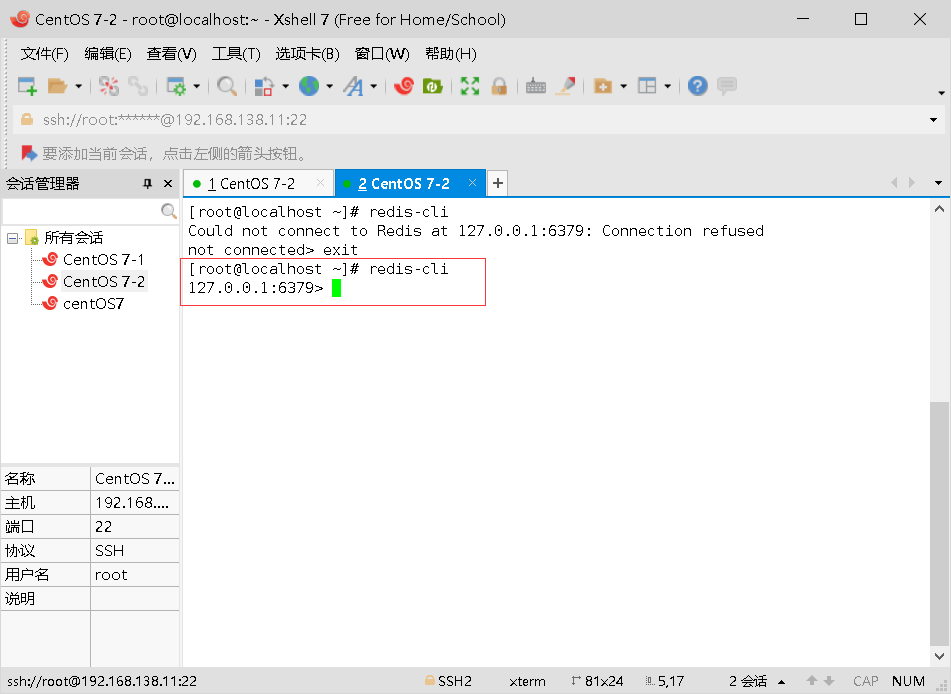 CentOS 7-2 - root@localhost:~ - Xshell 7 (Free for Home/School)
文件(F) 编辑(E) 查看(V) 工具(T) 选项卡(B) 窗口(W) 帮助(H)
ssh://root:******@192.168.138.11:22
要添加当前会话，点击左侧的箭头按钮。
会话管理器
1 CentOS 7-2
2 CentOS 7-2
所有会话
CentOS 7-1
CentOS 7-2
centOS7
[root@localhost ~]# redis-cli
Could not connect to Redis at 127.0.0.1:6379: Connection refused
not connected> exit
[root@localhost ~]# redis-cli
127.0.0.1:6379>
名称 CentOS 7...
主机 192.168....
端口 22
协议 SSH
用户名 root
说明
ssh://root@192.168.138.11:22 SSH2 xterm 81x24 5,17 2 会话 CAP NUM